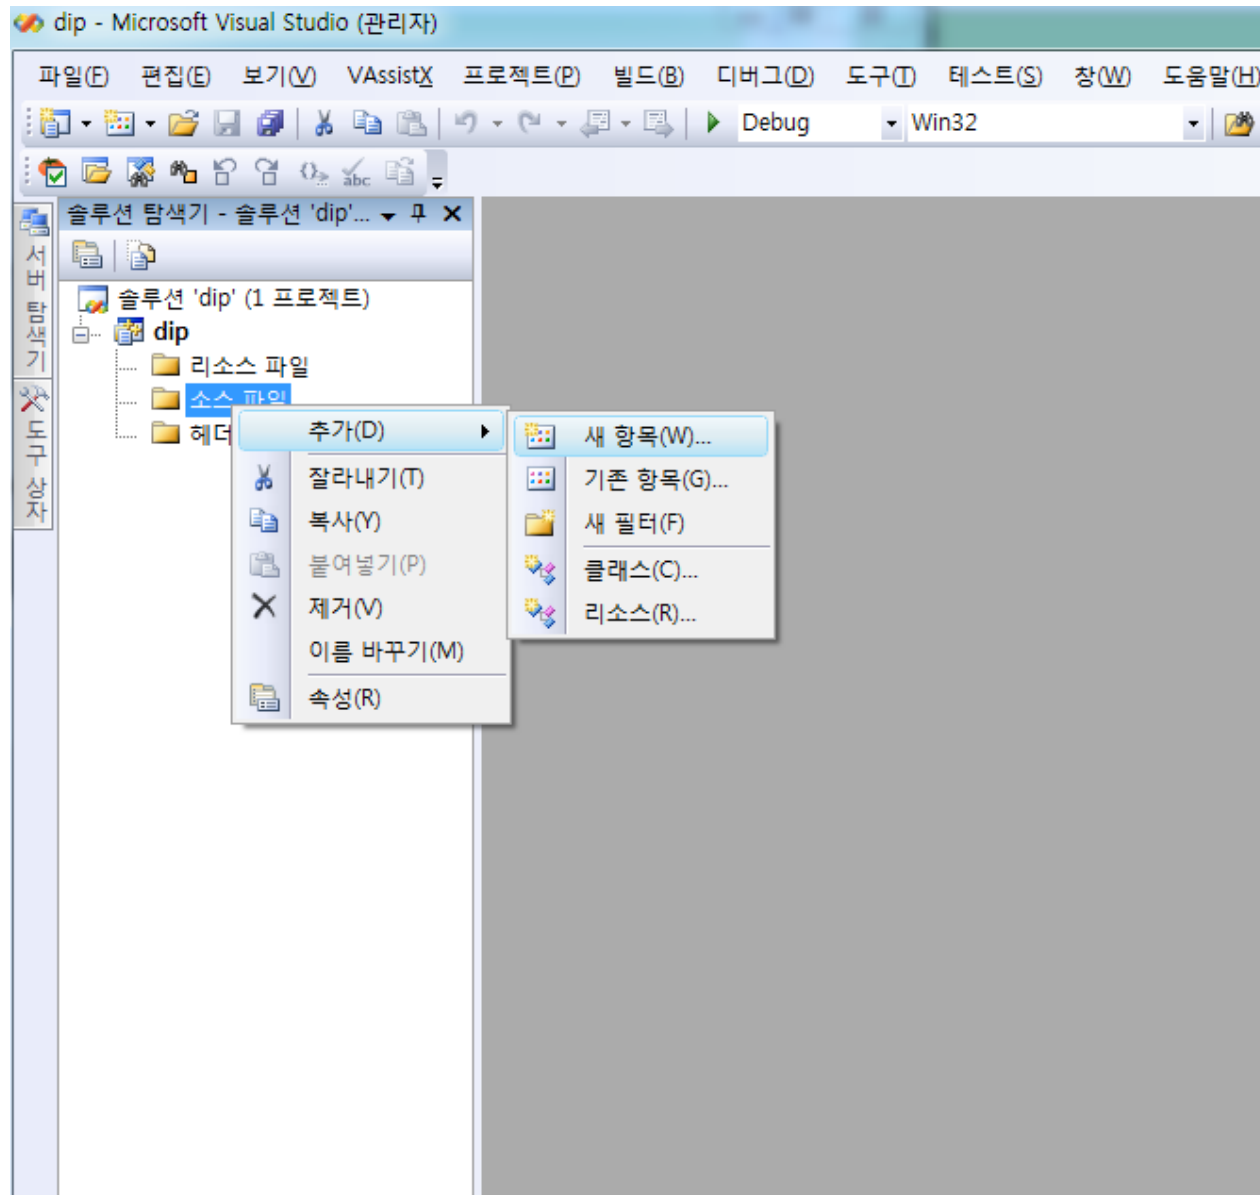 dip - Microsoft Visual Studio (관리자)
파일(F) 편집(E) 보기(V) VAssistX 프로젝트(P) 빌드(B) 디버그(D) 도구(T) 테스트(S) 창(W) 도움말(H)
Debug Win32
abc
솔루션 탐색기 - 솔루션 'dip'...
서버 탐색기
도구 상자
솔루션 'dip' (1 프로젝트)
dip
리소스 파일
소스 파일
헤더
추가(D)
잘라내기(T)
복사(Y)
붙여넣기(P)
제거(V)
이름 바꾸기(M)
속성(R)
새 항목(W)...
기존 항목(G)...
새 필터(F)
클래스(C)...
리소스(R)...